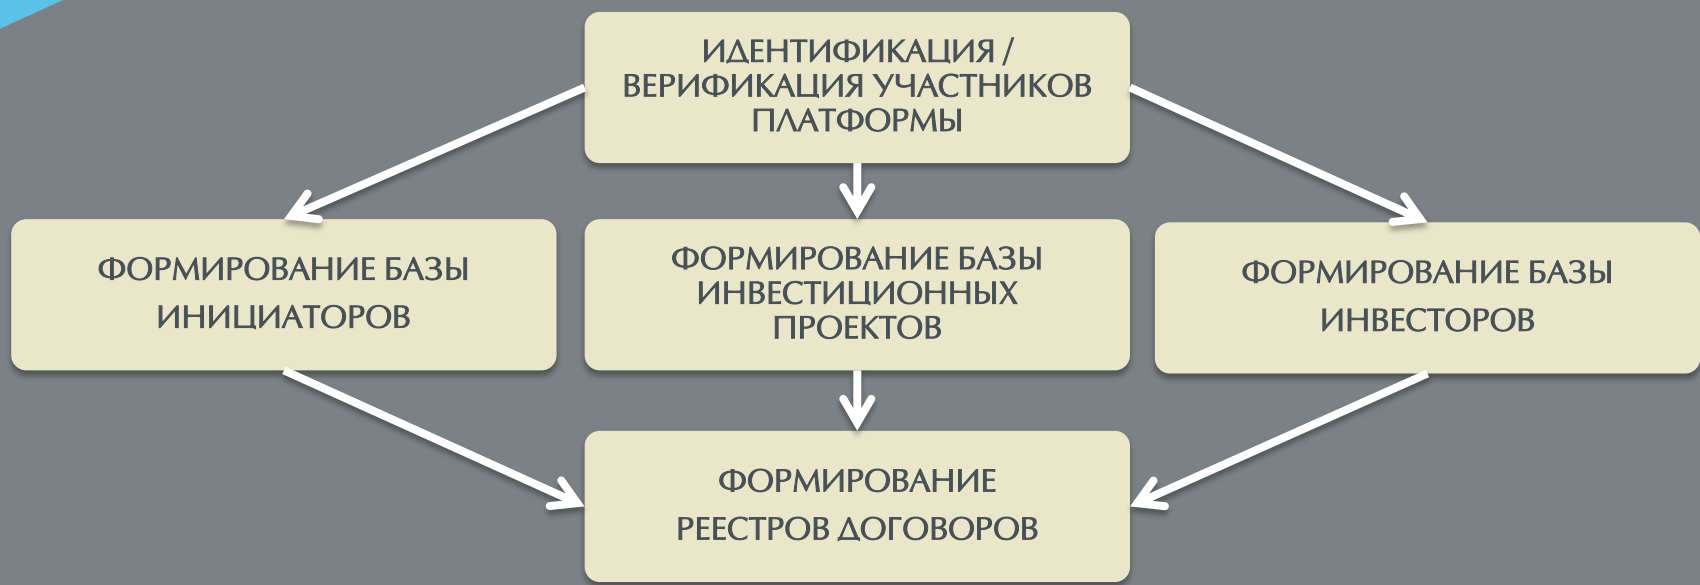 ИДЕНТИФИКАЦИЯ /
ВЕРИФИКАЦИЯ УЧАСТНИКОВ
ПЛАТФОРМЫ
ФОРМИРОВАНИЕ БАЗЫ
ИНИЦИАТОРОВ
ФОРМИРОВАНИЕ БАЗЫ
ИНВЕСТИЦИОННЫХ
ПРОЕКТОВ
ФОРМИРОВАНИЕ БАЗЫ
ИНВЕСТОРОВ
ФОРМИРОВАНИЕ
РЕЕСТРОВ ДОГОВОРОВ